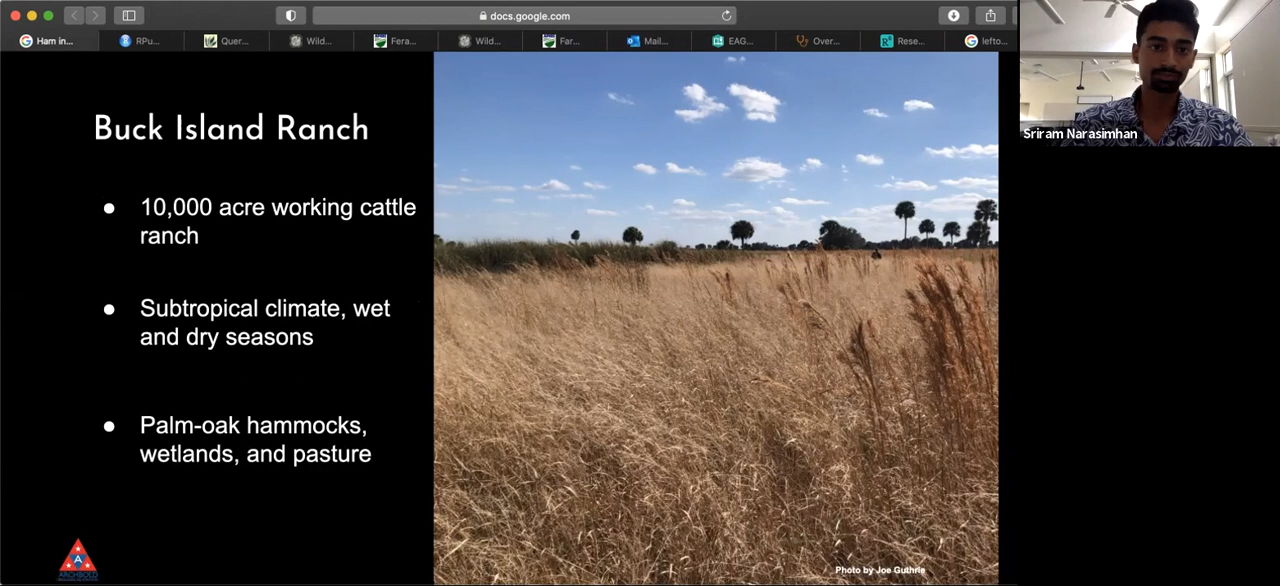 docs.google.com
Ham in...
RPu...
Quer...
Wild...
Fera...
Wild...
Far...
Mail...
EAG...
Over...
Rese...
lefto...
Sriram Narasimhan
Buck Island Ranch
10,000 acre working cattle
ranch
Subtropical climate, wet
and dry seasons
Palm-oak hammocks,
wetlands, and pasture
A
ARCHBOLD
Photo by Joe Guthrie